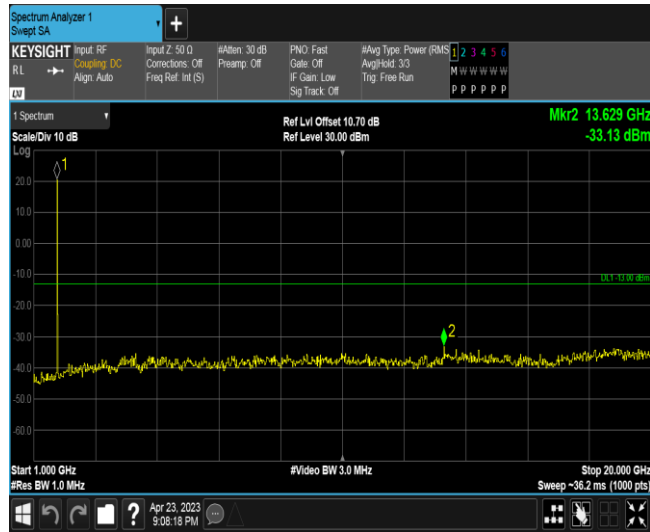 Spectrum Analyzer 1
Swept SA
+
KEYSIGHT
RL
LXI
Input: RF
Coupling: DC
Align: Auto
Input Z: 50 Ω
Corrections: Off
Freq Ref: Int (S)
#Atten: 30 dB
Preamp: Off
PNO: Fast
Gate: Off
IF Gain: Low
Sig Track: Off
#Avg Type: Power (RMS
Avg|Hold: 3/3
Trig: Free Run
1 2 3 4 5 6
M W W W W W
P P P P P P
1 Spectrum
Scale/Div 10 dB
Log
Ref Lvl Offset 10.70 dB
Ref Level 30.00 dBm
Mkr2 13.629 GHz
-33.13 dBm
1
20.0
10.0
0.00
-10.0
DL1 -13.00 dBm
-20.0
-30.0
2
-40.0
-50.0
-60.0
Start 1.000 GHz
#Res BW 1.0 MHz
#Video BW 3.0 MHz
Stop 20.000 GHz
Sweep ~36.2 ms (1000 pts)
?
Apr 23, 2023
9:08:18 PM